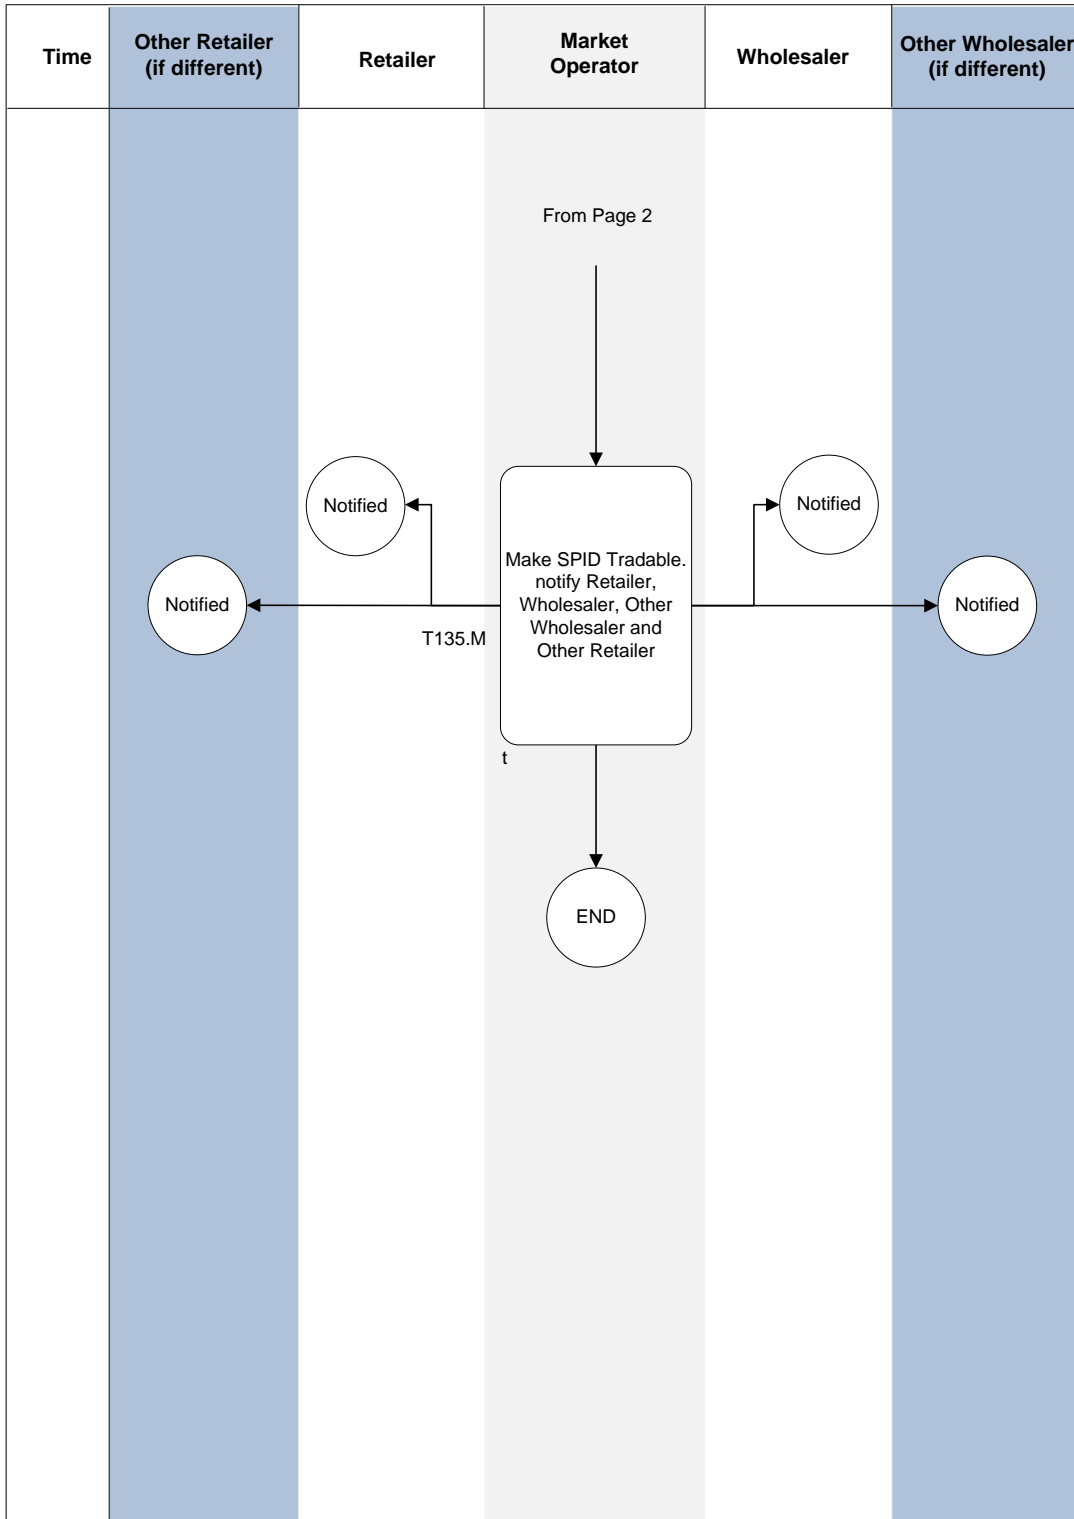 Time
Other Retailer
(if different)
Retailer
Market
Operator
Wholesaler
Other Wholesaler
(if different)
From Page 2
Notified
Notified
Make SPID Tradable.
notify Retailer,
Wholesaler, Other
Wholesaler and
Other Retailer
Notified
Notified
T135.M
t
END